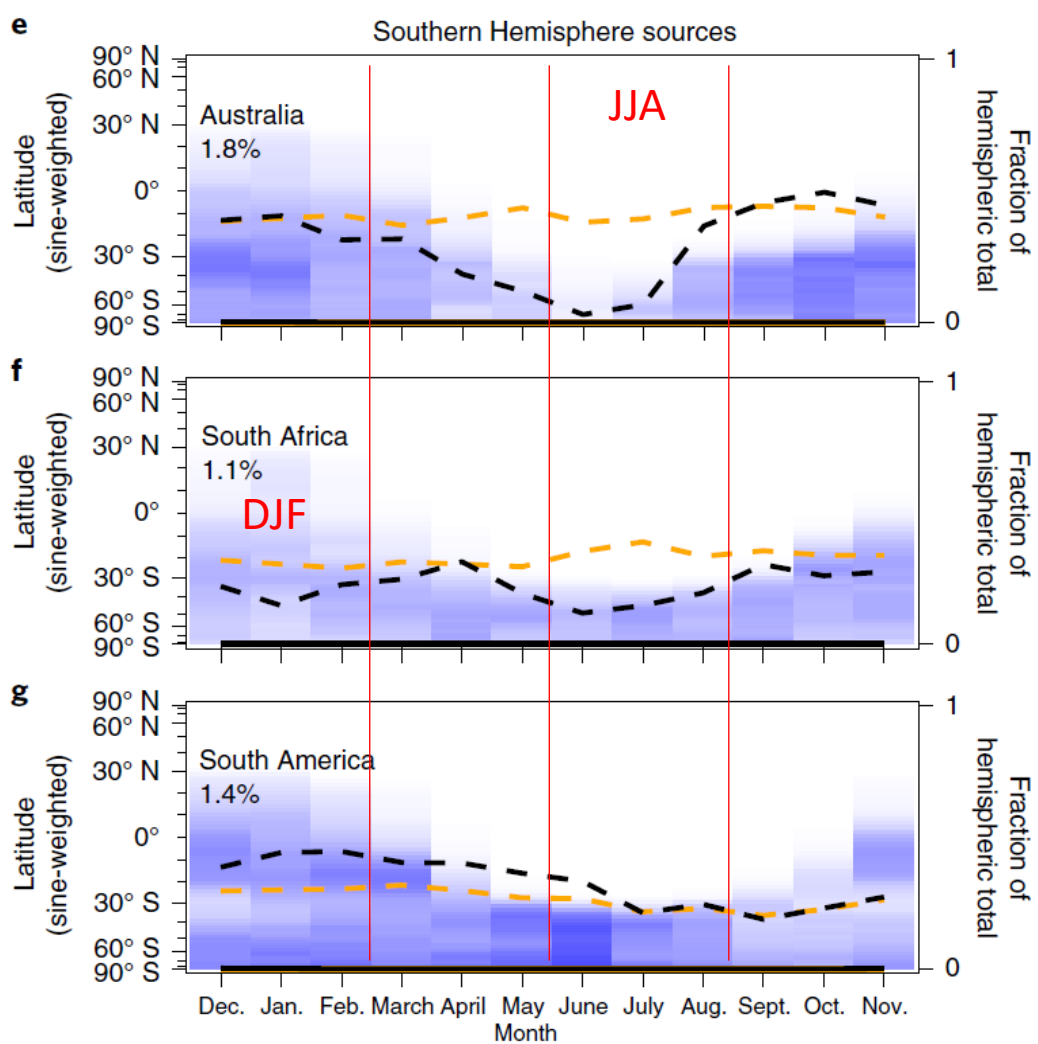 e
Southern Hemisphere sources
90° N
60° N
30° N
0°
30° S
60° S
90° S
Latitude
(sine-weighted)
Australia
1.8%
JJA
1
0
Fraction of
hemispheric total
f
90° N
60° N
30° N
0°
30° S
60° S
90° S
Latitude
(sine-weighted)
South Africa
1.1%
DJF
1
0
Fraction of
hemispheric total
g
90° N
60° N
30° N
0°
30° S
60° S
90° S
Latitude
(sine-weighted)
South America
1.4%
1
0
Fraction of
hemispheric total
Dec. Jan. Feb. March April May June July Aug. Sept. Oct. Nov.
Month